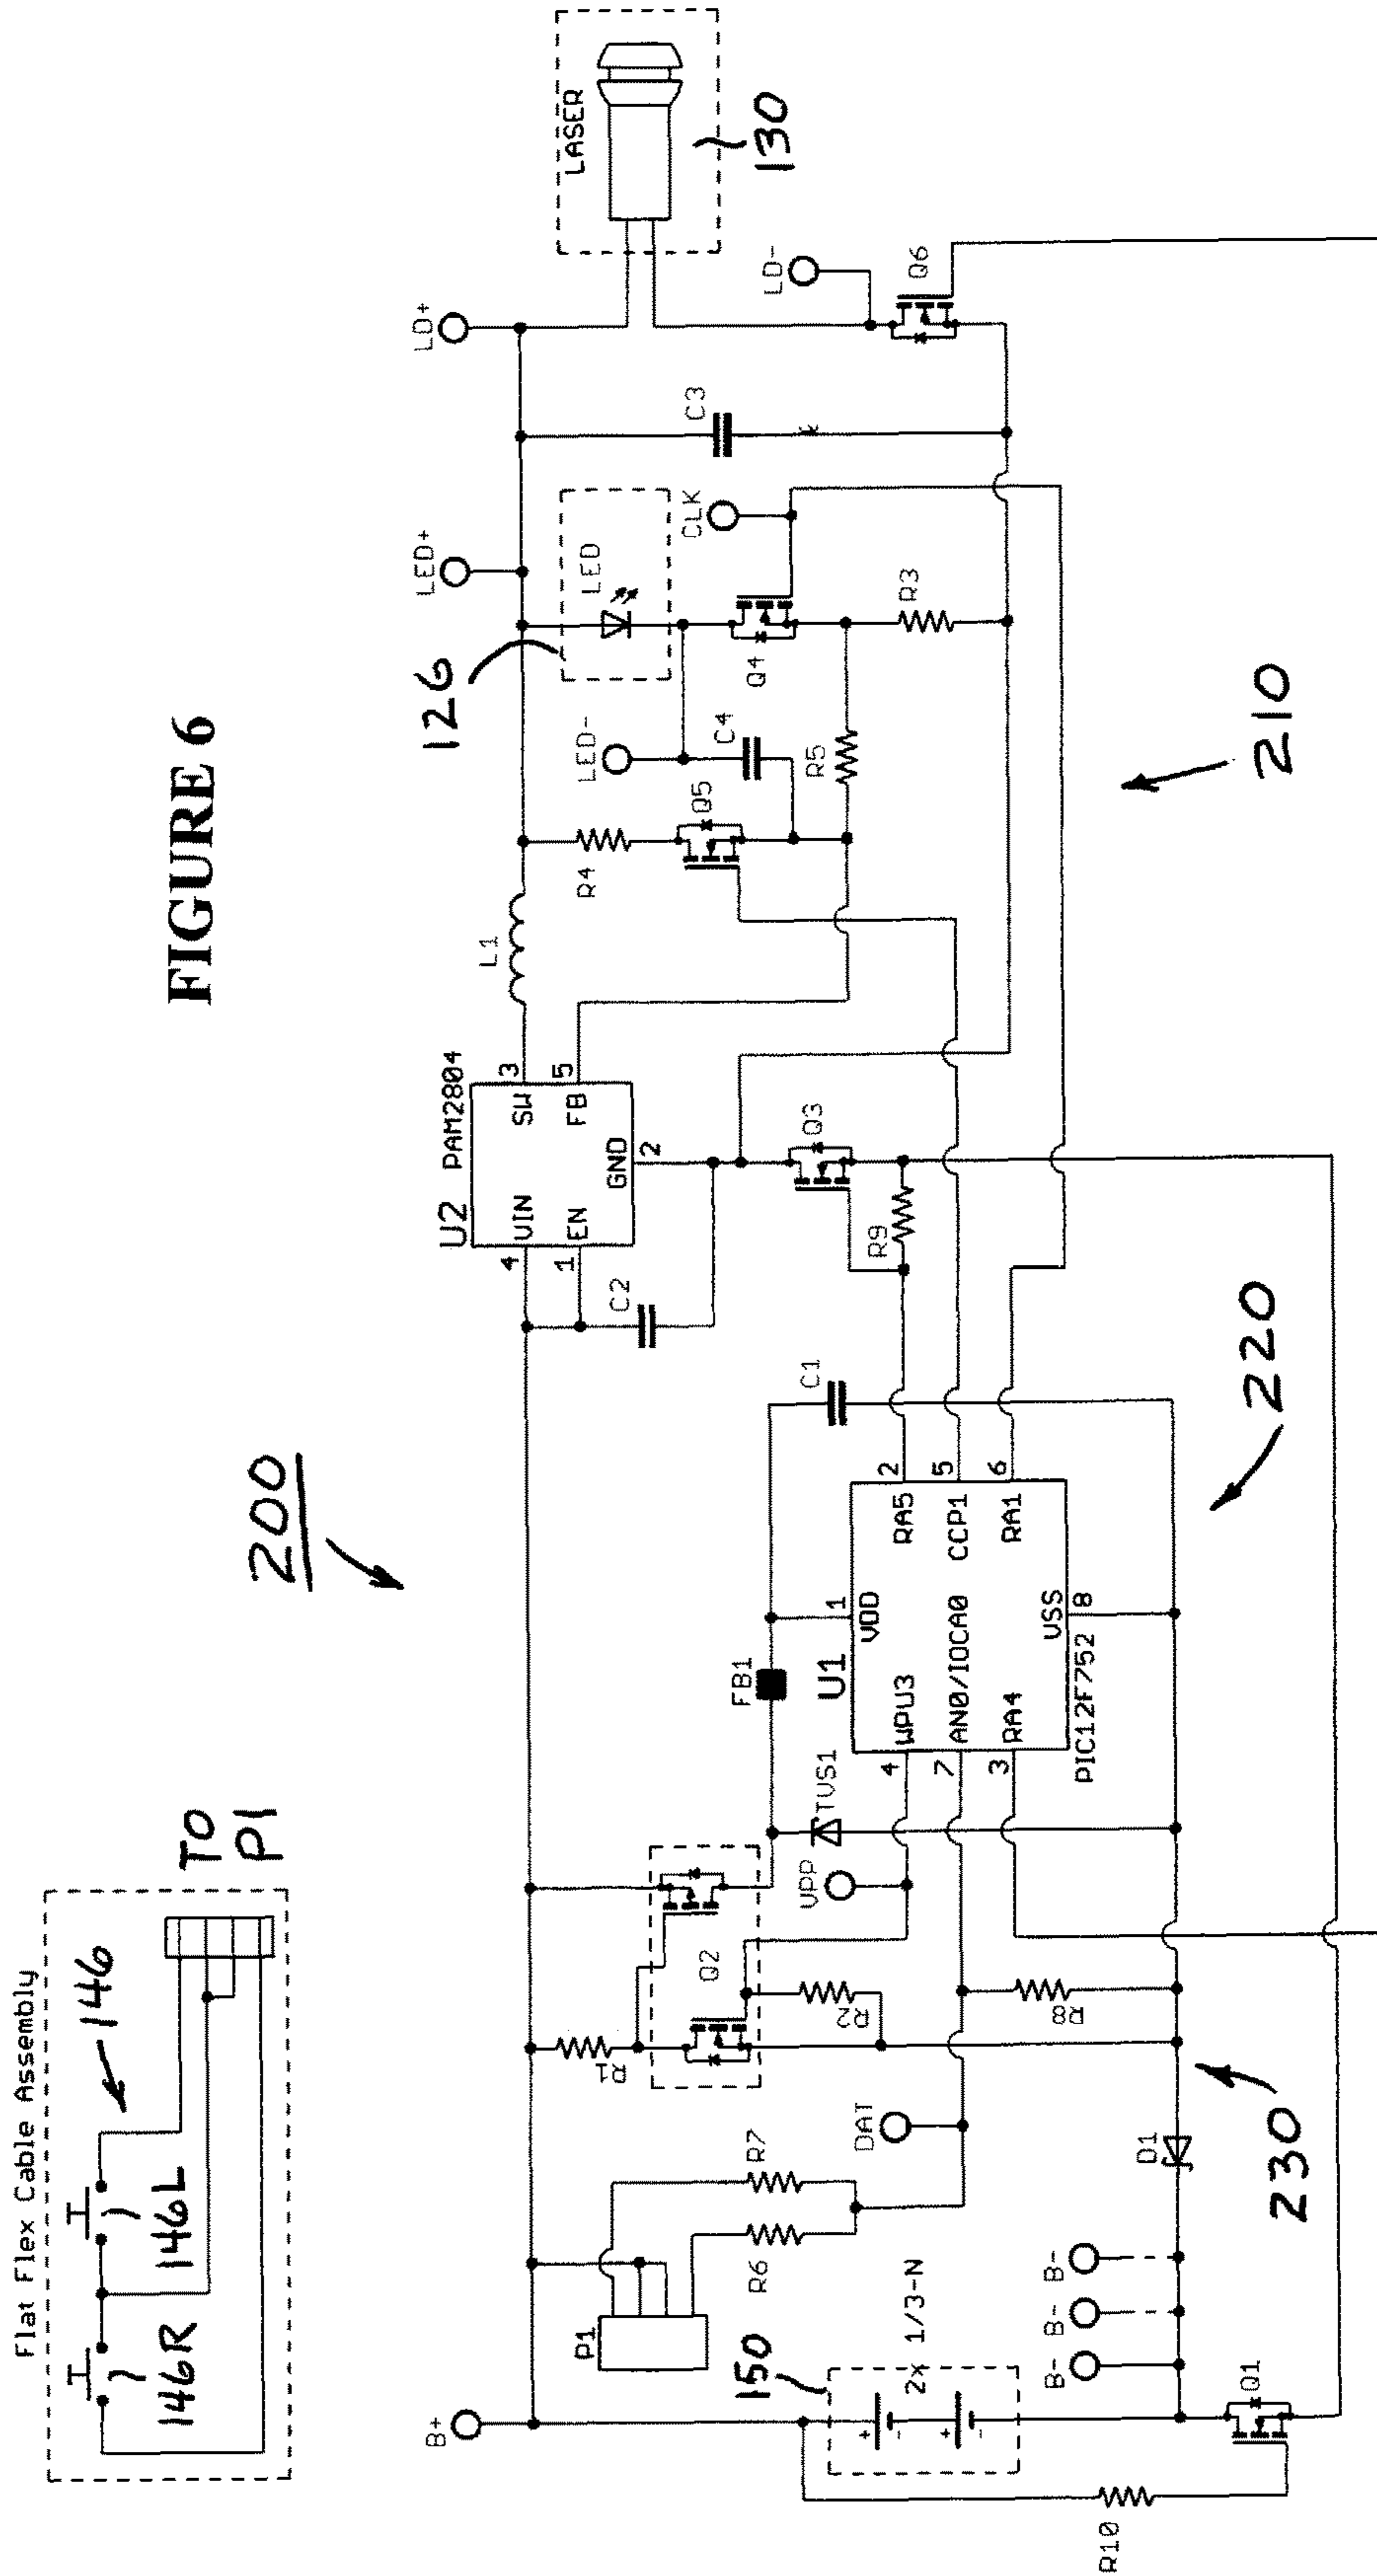 FIGURE 6
200
Flat Flex Cable Assembly
146
146R
146L
TO
P1
B+
P1
R6
R7
150
2x 1/3-N
+
-
+
-
R10
Q1
B-
B-
B-
D1
230
DAT
R1
R2
Q2
R8
VPP
TVS1
FB1
U1
VDD
1
WPU3
4
AN0/IOCA0
7
RA4
3
RA5
2
CCP1
5
RA1
6
VSS
8
PIC12F752
C1
220
C2
U2
PAM2804
VIN
4
EN
1
SW
3
FB
5
GND
2
R9
Q3
L1
R4
Q5
LED-
C4
R5
126
LED+
LED
Q4
CLK
R3
210
C3
LD+
LD-
Q6
LASER
130